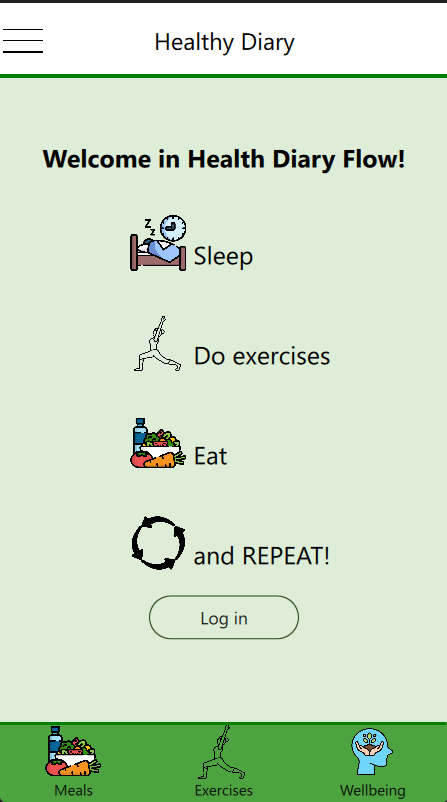 Healthy Diary
Welcome in Health Diary Flow!
z
z
Sleep
Do exercises
Eat
and REPEAT!
Log in
Meals
Exercises
Wellbeing